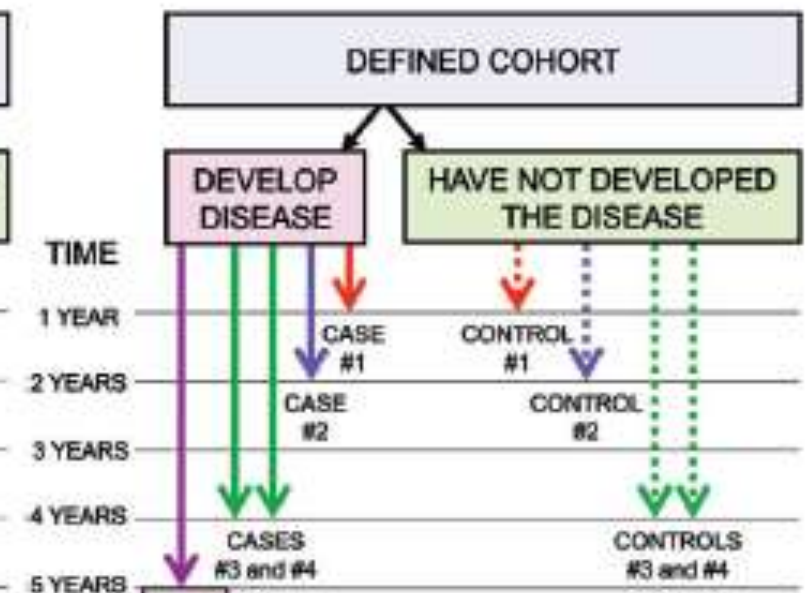 DEFINED COHORT
DEVELOP
DISEASE
HAVE NOT DEVELOPED
THE DISEASE
TIME
1 YEAR
CASE
#1
CONTROL
#1
2 YEARS
CASE
#2
CONTROL
#2
3 YEARS
4 YEARS
CASES
#3 and #4
CONTROLS
#3 and #4
5 YEARS